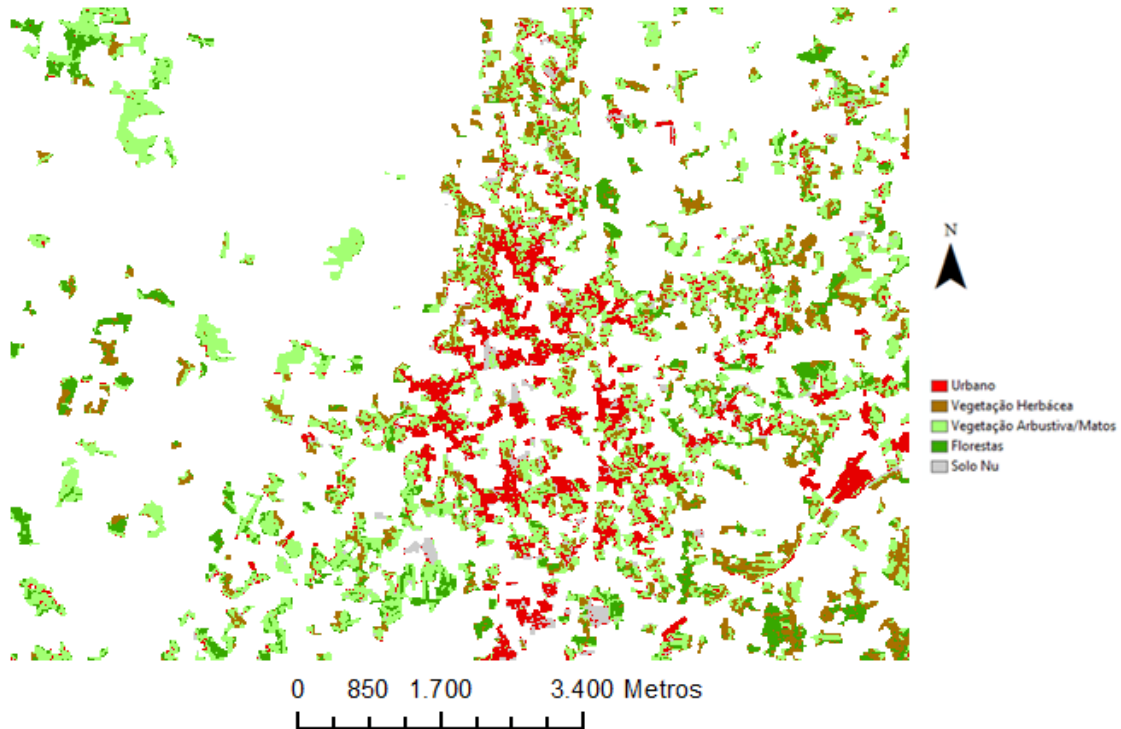 N
Urbano
Vegetação Herbácea
Vegetação Arbustiva/Matos
Florestas
Solo Nu
0 850 1.700 3.400 Metros